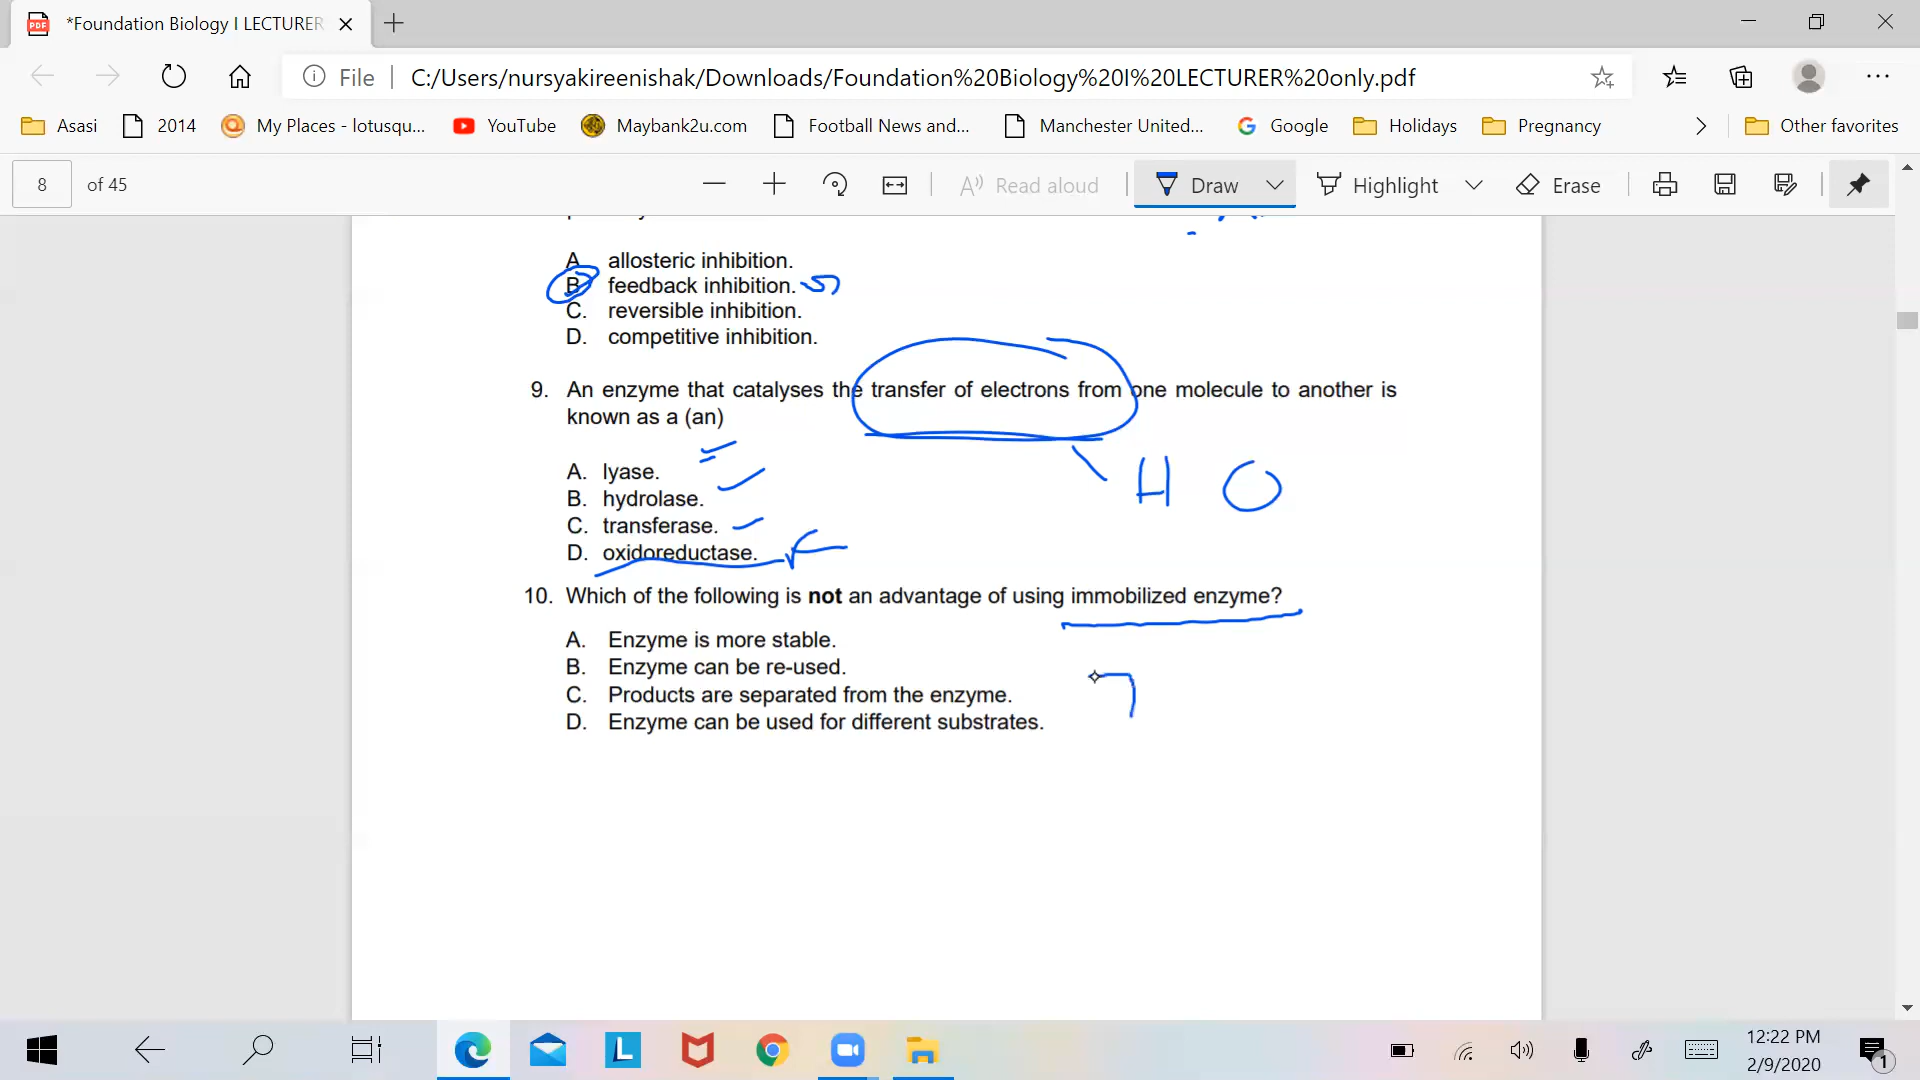 *Foundation Biology I LECTURER
File
C:/Users/nursyakireenishak/Downloads/Foundation%20Biology%20I%20LECTURER%20only.pdf
Asasi
2014
My Places - lotusqu...
YouTube
Maybank2u.com
Football News and...
Manchester United...
Google
Holidays
Pregnancy
Other favorites
8 of 45
Read aloud
Draw
Highlight
Erase
A allosteric inhibition.
B feedback inhibition.
C. reversible inhibition.
D. competitive inhibition.
9. An enzyme that catalyses the transfer of electrons from one molecule to another is
known as a (an)
A. lyase.
B. hydrolase.
H O
C. transferase.
D. oxidoreductase.
10. Which of the following is not an advantage of using immobilized enzyme?
A. Enzyme is more stable.
B. Enzyme can be re-used.
C. Products are separated from the enzyme.
D. Enzyme can be used for different substrates.
12:22 PM
2/9/2020
1